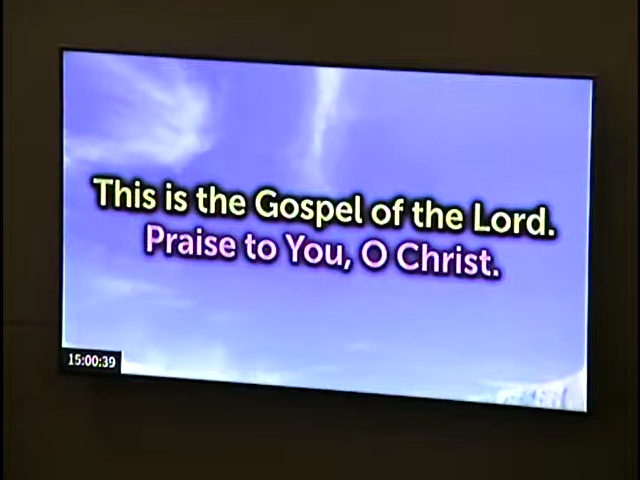 This is the Gospel of the Lord.
Praise to You, O Christ.
15:00:39